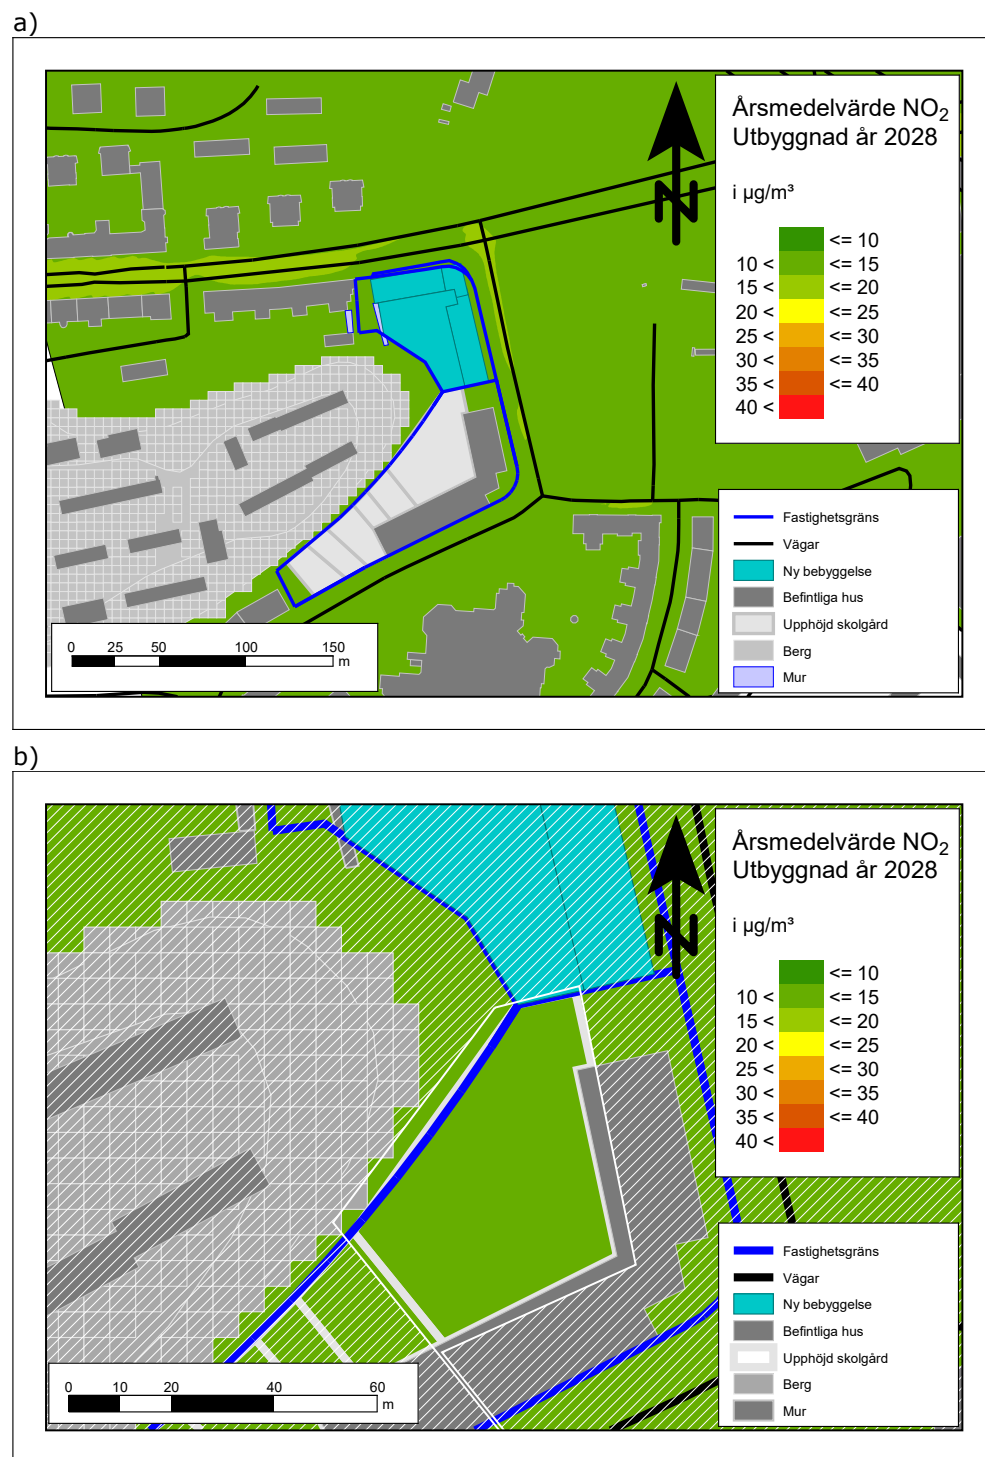 a)
Årsmedelvärde NO₂
Utbyggnad år 2028
i µg/m³
<= 10
10 < <= 15
15 < <= 20
20 < <= 25
25 < <= 30
30 < <= 35
35 < <= 40
40 <
N
Fastighetsgräns
Vägar
Ny bebyggelse
Befintliga hus
Upphöjd skolgård
Berg
Mur
0 25 50 100 150
m
b)
Årsmedelvärde NO₂
Utbyggnad år 2028
i µg/m³
<= 10
10 < <= 15
15 < <= 20
20 < <= 25
25 < <= 30
30 < <= 35
35 < <= 40
40 <
N
Fastighetsgräns
Vägar
Ny bebyggelse
Befintliga hus
Upphöjd skolgård
Berg
Mur
0 10 20 40 60
m